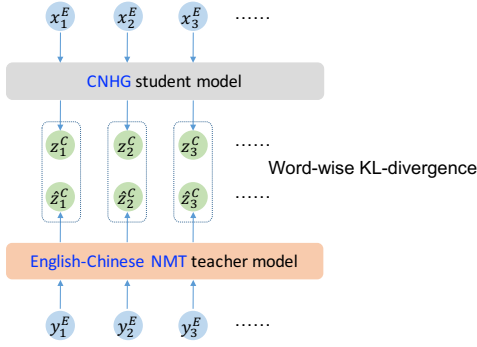 x_1^E x_2^E x_3^E ……
CNHG student model
z_1^C z_2^C z_3^C ……
Word-wise KL-divergence
ẑ_1^C ẑ_2^C ẑ_3^C ……
English-Chinese NMT teacher model
y_1^E y_2^E y_3^E ……